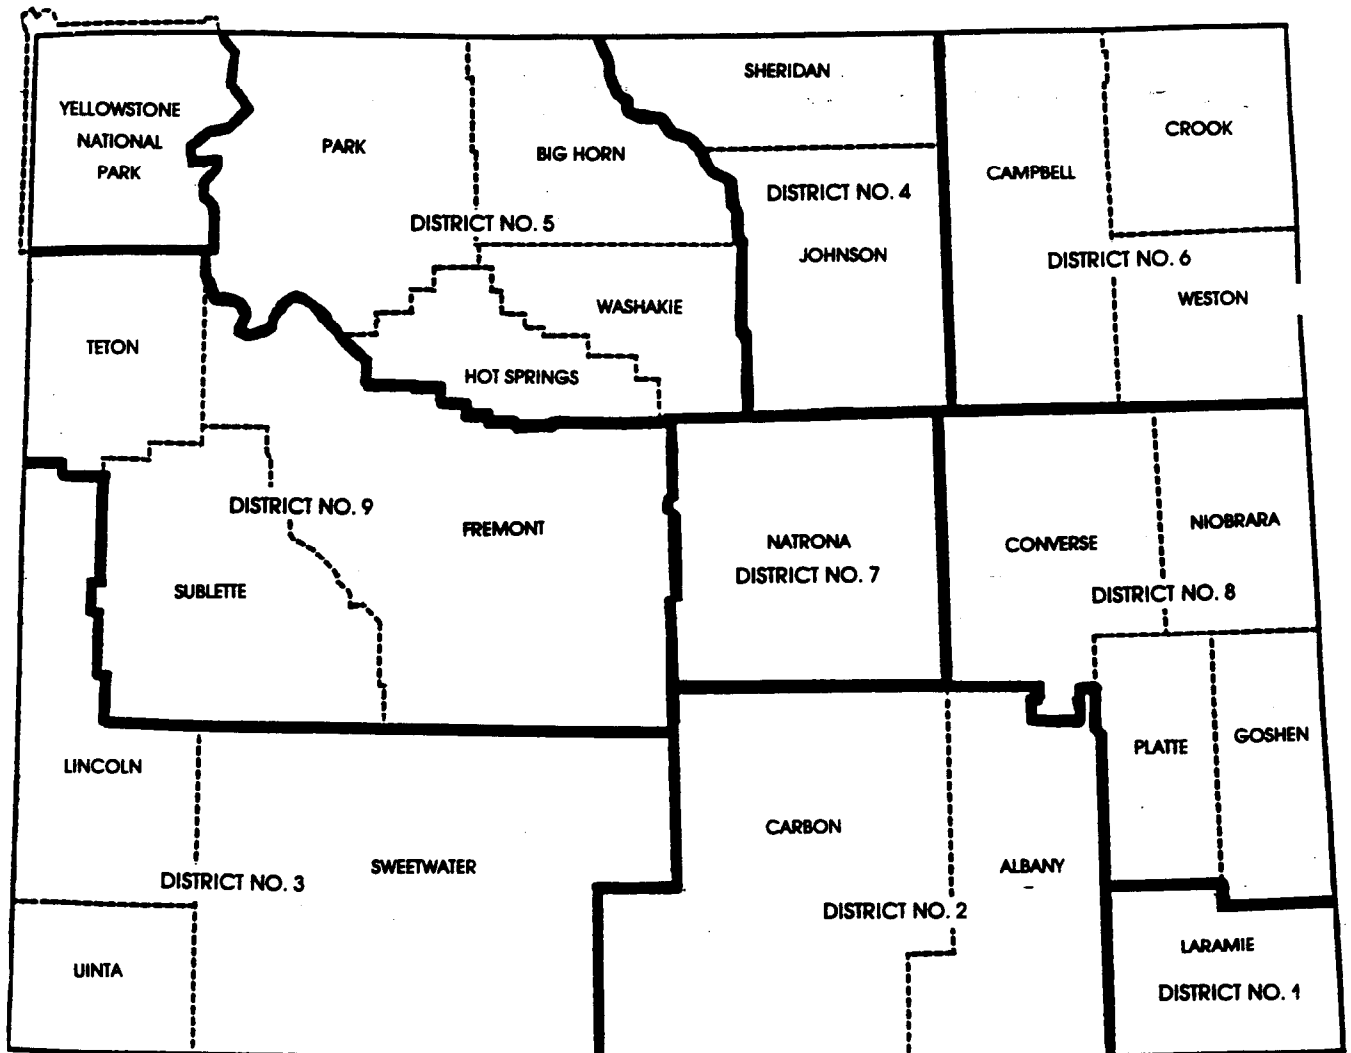 SHERIDAN
YELLOWSTONE
NATIONAL
PARK
PARK
BIG HORN
CROOK
CAMPBELL
DISTRICT NO. 4
DISTRICT NO. 5
JOHNSON
DISTRICT NO. 6
WESTON
WASHAKIE
TETON
HOT SPRINGS
DISTRICT NO. 9
FREMONT
SUBLETTE
NATRONA
DISTRICT NO. 7
CONVERSE
NIOBRARA
DISTRICT NO. 8
PLATTE
GOSHEN
LINCOLN
CARBON
SWEETWATER
ALBANY
DISTRICT NO. 3
DISTRICT NO. 2
UINTA
LARAMIE
DISTRICT NO. 1